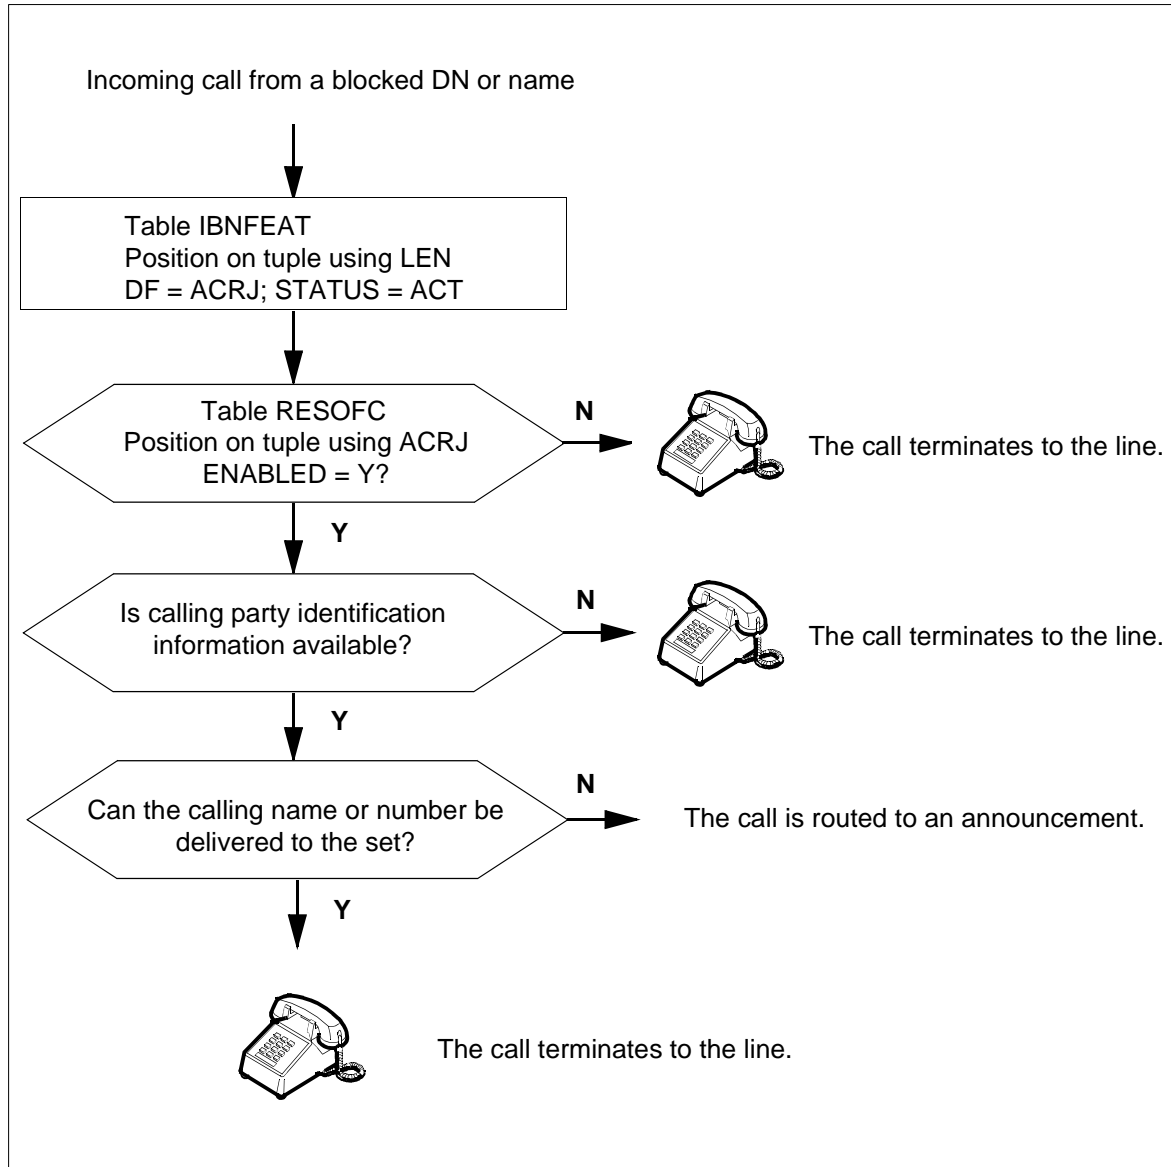 Incoming call from a blocked DN or name
Table IBNFEAT
Position on tuple using LEN
DF = ACRJ; STATUS = ACT
Table RESOFC
Position on tuple using ACRJ
ENABLED = Y?
N
The call terminates to the line.
Y
Is calling party identification
information available?
N
The call terminates to the line.
Y
Can the calling name or number be
delivered to the set?
N
The call is routed to an announcement.
Y
The call terminates to the line.